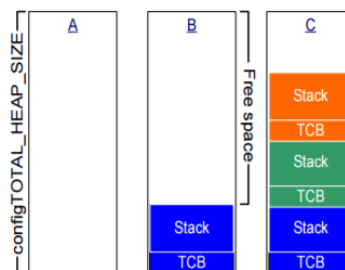 configTOTAL_HEAP_SIZE
A
B
Stack
TCB
Free space
C
Stack
TCB
Stack
TCB
Stack
TCB